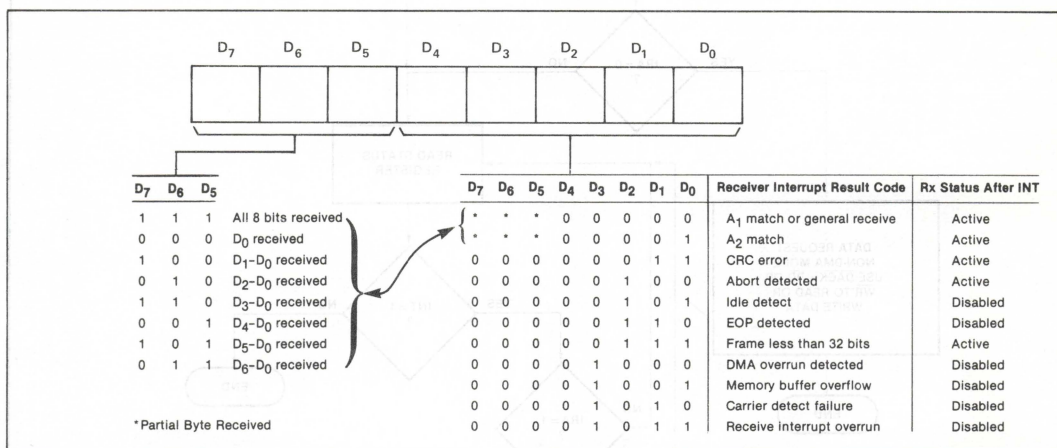 D7 D6 D5 D4 D3 D2 D1 D0
D7 D6 D5
1 1 1 All 8 bits received
0 0 0 D0 received
1 0 0 D1-D0 received
0 1 0 D2-D0 received
1 1 0 D3-D0 received
0 0 1 D4-D0 received
1 0 1 D5-D0 received
0 1 1 D6-D0 received
*Partial Byte Received
D7 D6 D5 D4 D3 D2 D1 D0 Receiver Interrupt Result Code Rx Status After INT
* * * 0 0 0 0 0 A1 match or general receive Active
* * * 0 0 0 0 1 A2 match Active
0 0 0 0 0 0 1 1 CRC error Active
0 0 0 0 0 1 0 0 Abort detected Active
0 0 0 0 0 1 0 1 Idle detect Disabled
0 0 0 0 0 1 1 0 EOP detected Disabled
0 0 0 0 0 1 1 1 Frame less than 32 bits Active
0 0 0 0 1 0 0 0 DMA overrun detected Disabled
0 0 0 0 1 0 0 1 Memory buffer overflow Disabled
0 0 0 0 1 0 1 0 Carrier detect failure Disabled
0 0 0 0 1 0 1 1 Receive interrupt overrun Disabled